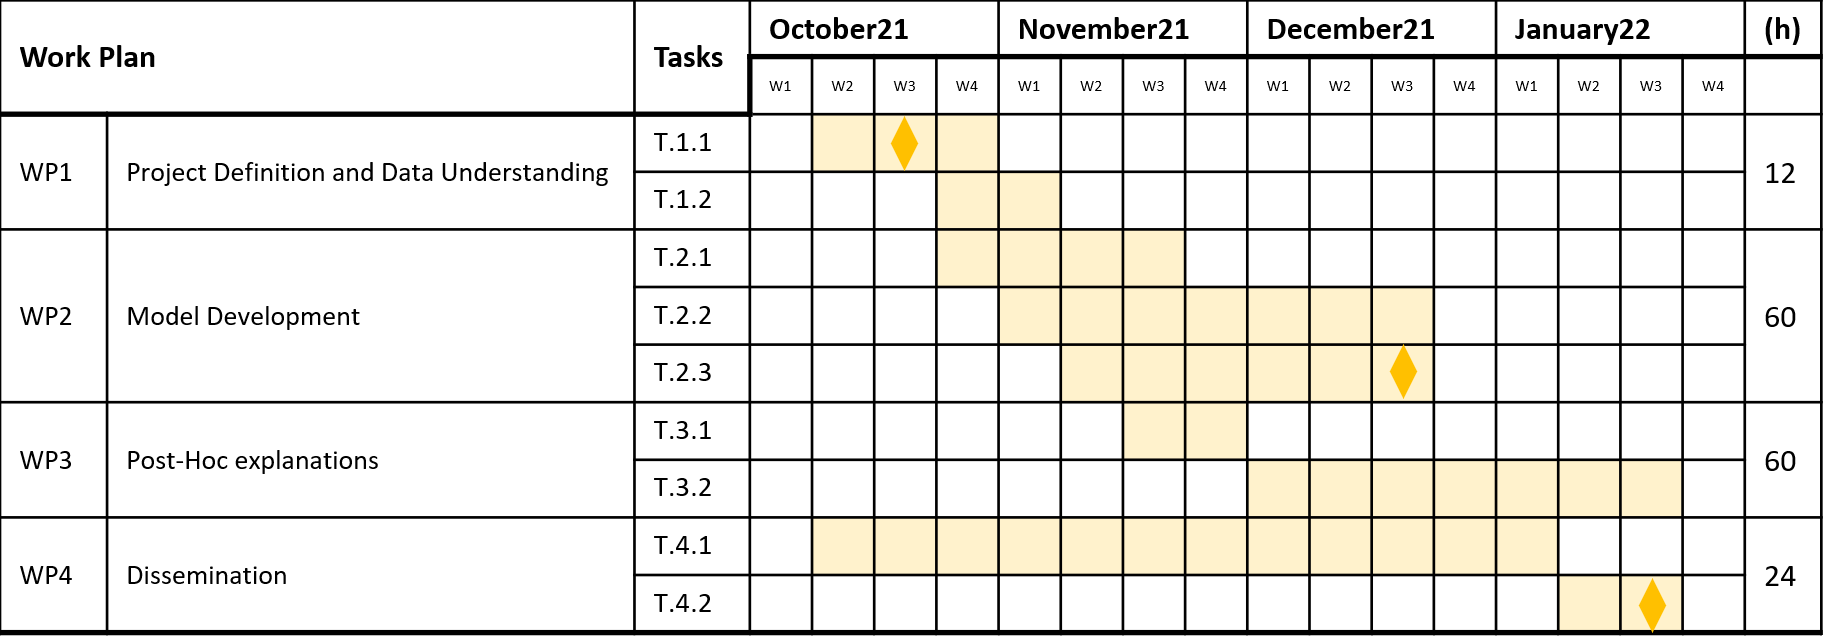 Work Plan Tasks October21 November21 December21 January22 (h)
W1 W2 W3 W4 W1 W2 W3 W4 W1 W2 W3 W4 W1 W2 W3 W4
WP1 Project Definition and Data Understanding T.1.1 12
T.1.2
WP2 Model Development T.2.1 60
T.2.2
T.2.3
WP3 Post-Hoc explanations T.3.1 60
T.3.2
WP4 Dissemination T.4.1 24
T.4.2